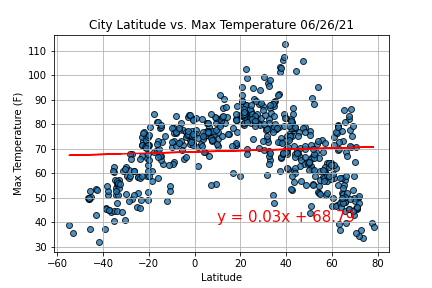 City Latitude vs. Max Temperature 06/26/21
Max Temperature (F)
110
100
90
80
70
60
50
40
30
y = 0.03x + 68.79
−60 −40 −20 0 20 40 60 80
Latitude